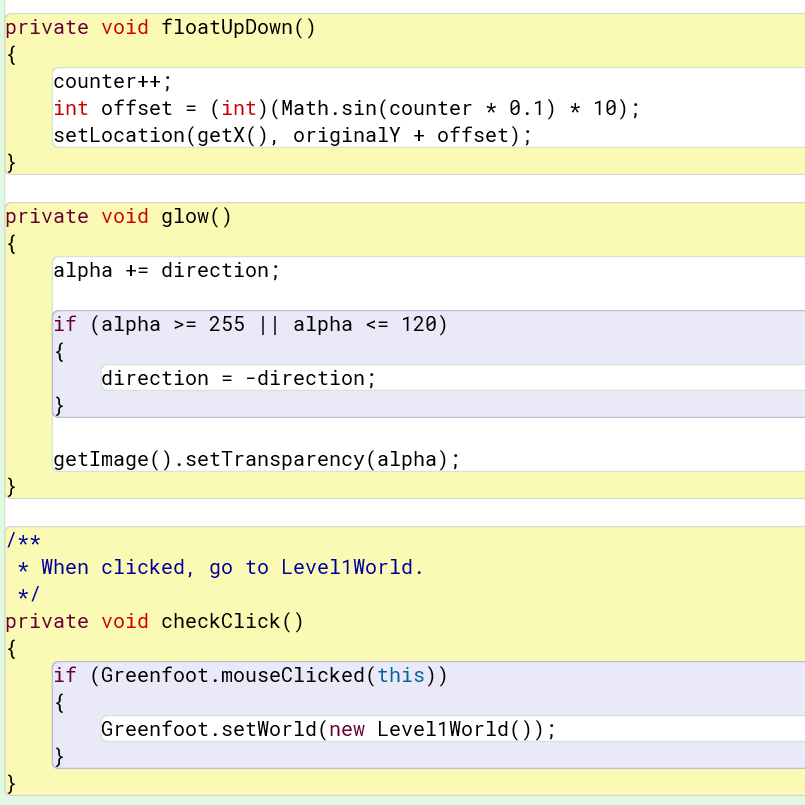 private void floatUpDown()
{
    counter++;
    int offset = (int)(Math.sin(counter * 0.1) * 10);
    setLocation(getX(), originalY + offset);
}
private void glow()
{
    alpha += direction;
    if (alpha >= 255 || alpha <= 120)
    {
        direction = -direction;
    }
    getImage().setTransparency(alpha);
}
/**
 * When clicked, go to Level1World.
 */
private void checkClick()
{
    if (Greenfoot.mouseClicked(this))
    {
        Greenfoot.setWorld(new Level1World());
    }
}